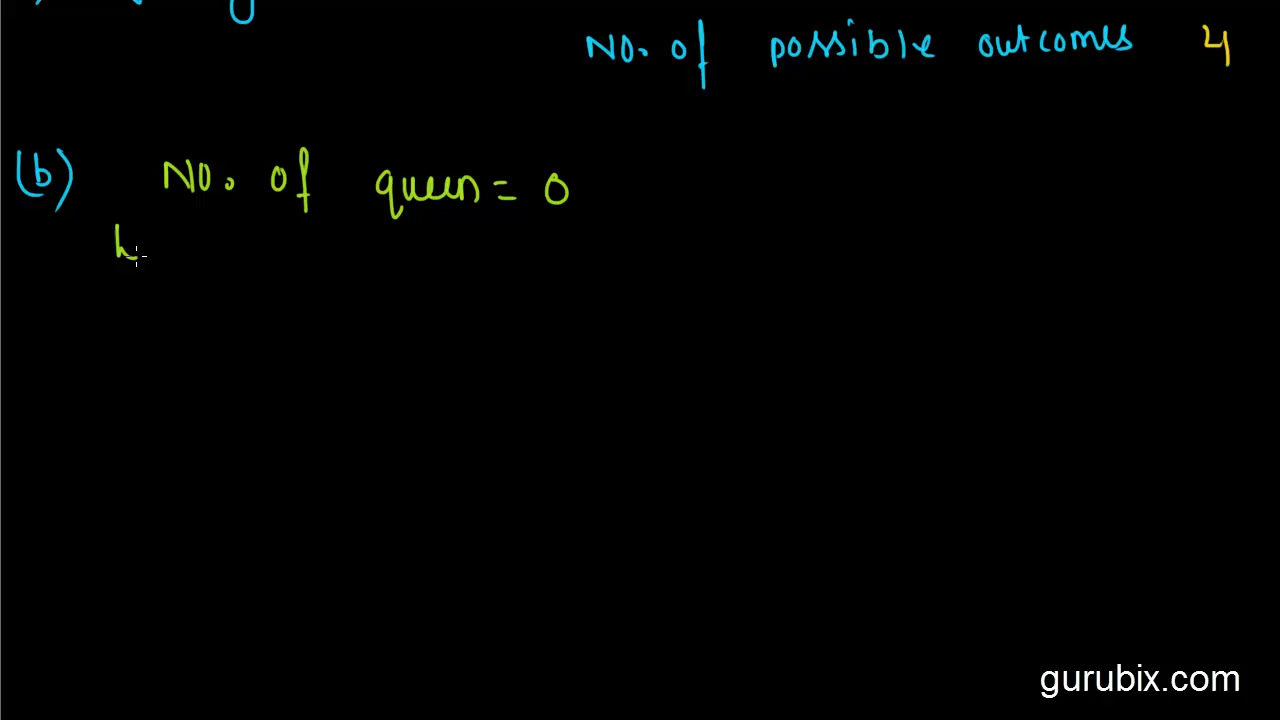 No. of possible outcomes 4
(b) No. of queen = 0
gurubix.com